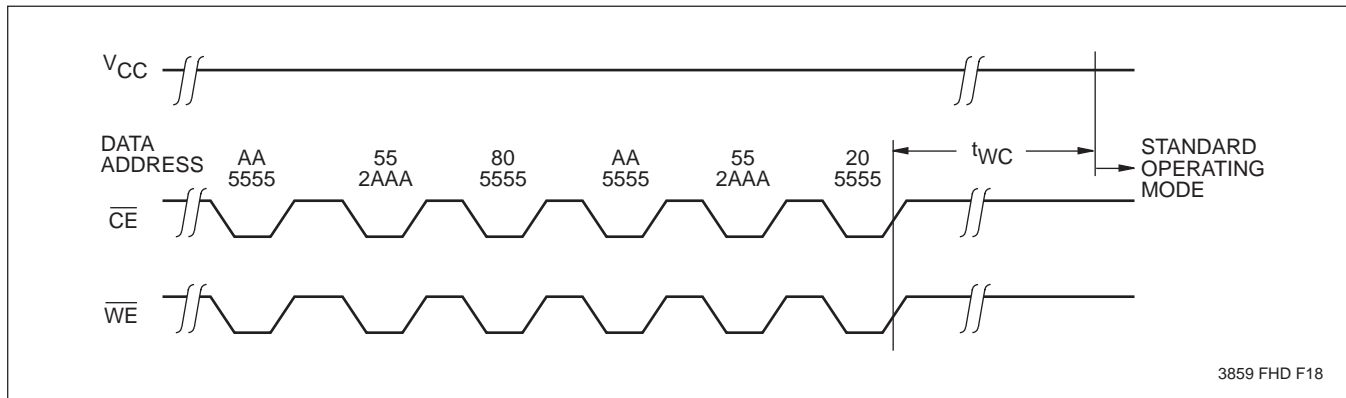 VCC
DATA
ADDRESS
AA
5555
55
2AAA
80
5555
AA
5555
55
2AAA
20
5555
tWC
STANDARD
OPERATING
MODE
CE
WE
3859 FHD F18